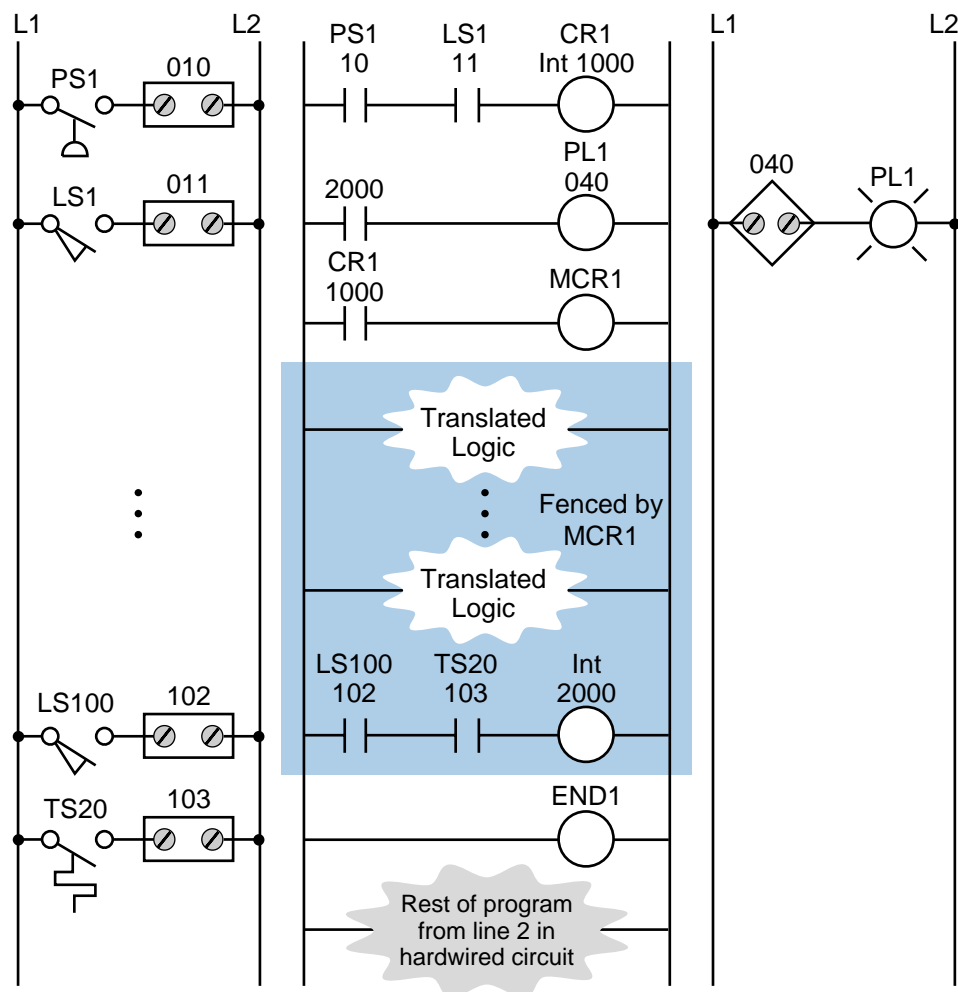 L1
L2
PS1
010
LS1
011
LS100
102
TS20
103
PS1
10
LS1
11
CR1
Int 1000
2000
PL1
040
CR1
1000
MCR1
Translated
Logic
Fenced by
MCR1
Translated
Logic
LS100
102
TS20
103
Int
2000
END1
Rest of program
from line 2 in
hardwired circuit
L1
L2
040
PL1